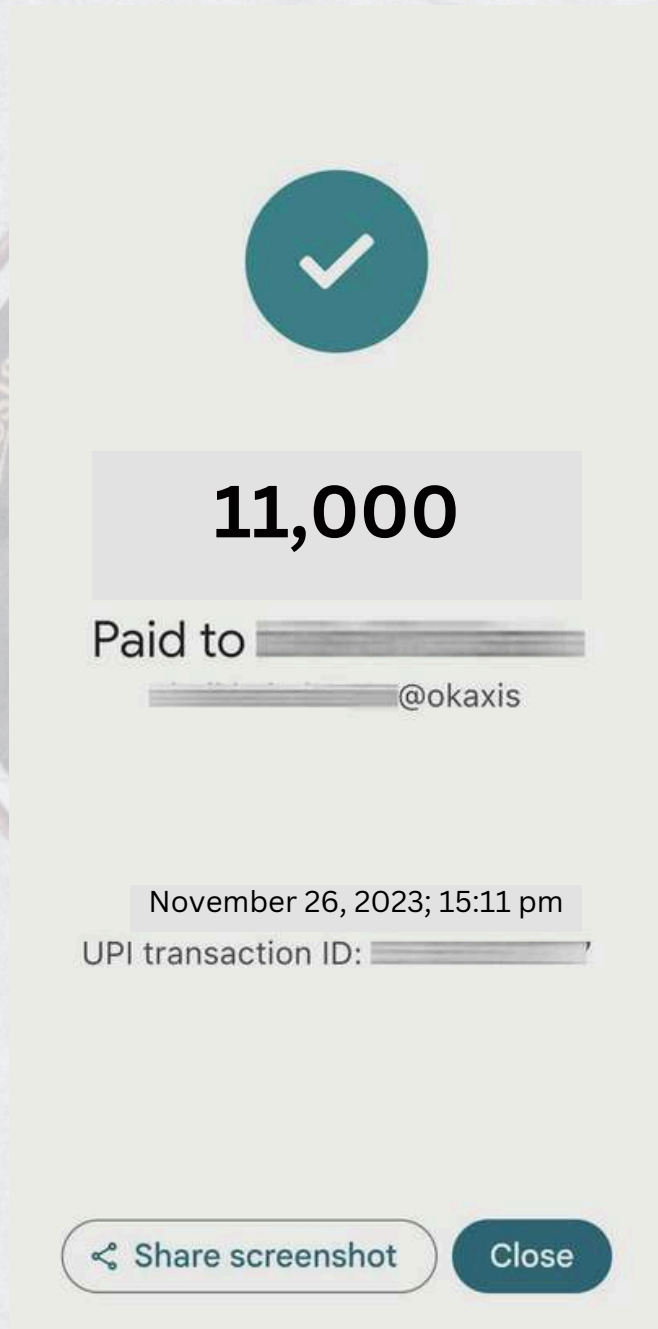 11,000
Paid to
@okaxis
November 26, 2023; 15:11 pm
UPI transaction ID:
Share screenshot
Close